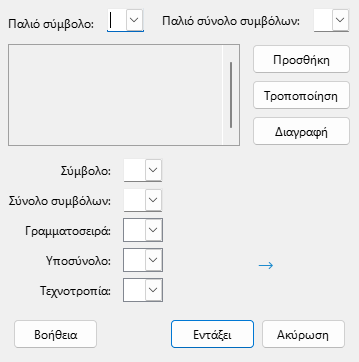 Παλιό σύμβολο: Παλιό σύνολο συμβόλων:
Προσθήκη
Τροποποίηση
Διαγραφή
Σύμβολο:
Σύνολο συμβόλων:
Γραμματοσειρά:
Υποσύνολο:
Τεχνοτροπία:
Βοήθεια Εντάξει Ακύρωση